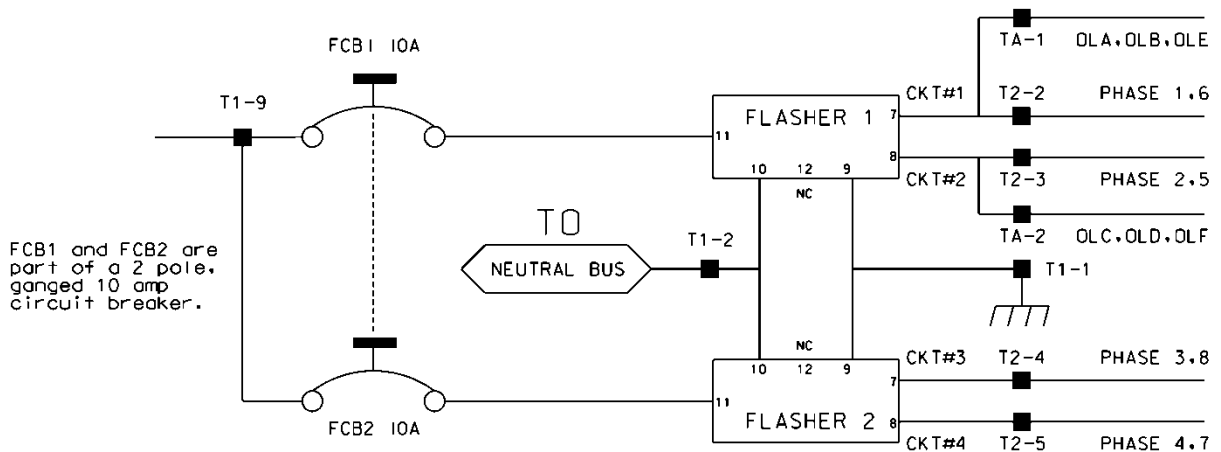 FCB1 10A
TA-1 OLA,OLB,OLE
T1-9
CKT#1 T2-2 PHASE 1,6
FLASHER 1
11
7
8
10 12 9
NC
CKT#2 T2-3 PHASE 2,5
TO
NEUTRAL BUS
T1-2
TA-2 OLC,OLD,OLF
T1-1
FCB1 and FCB2 are
part of a 2 pole,
ganged 10 amp
circuit breaker.
NC
10 12 9
CKT#3 T2-4 PHASE 3,8
7
11
FLASHER 2
8
FCB2 10A
CKT#4 T2-5 PHASE 4,7